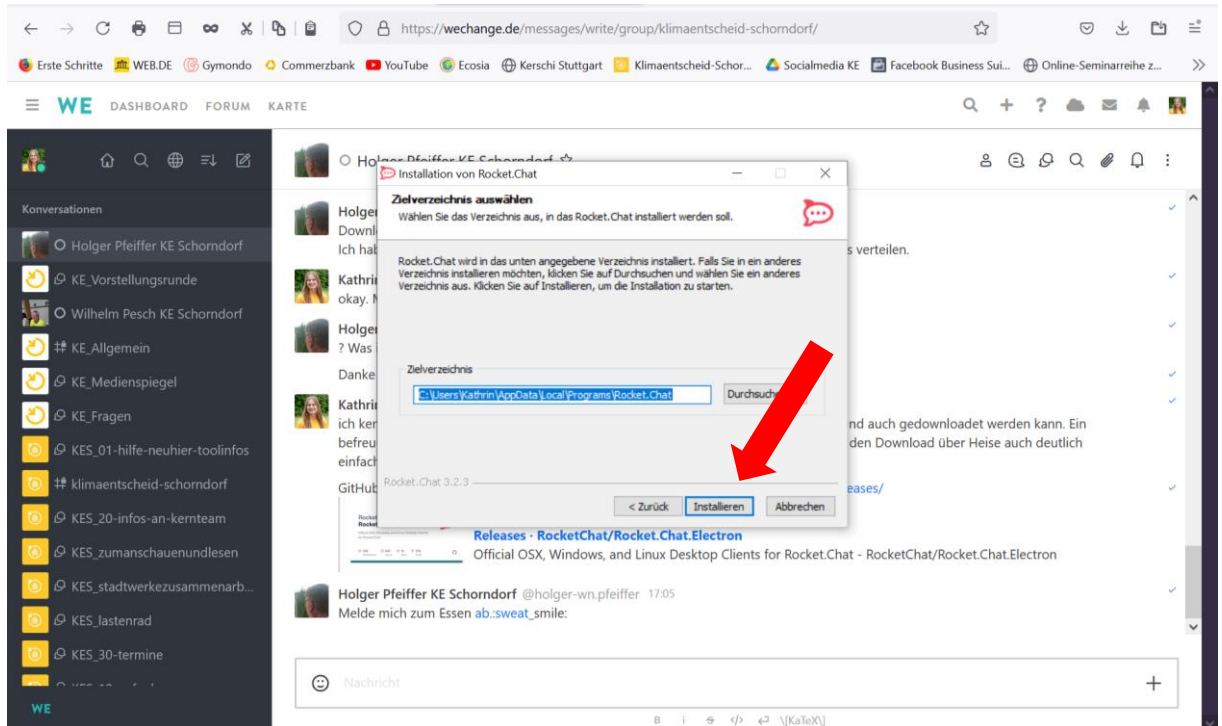 https://wechange.de/messages/write/group/klimaentscheid-schorndorf/
Erste Schritte WEB.DE Gymondo Commerzbank YouTube Ecosia Kerschi Stuttgart Klimaentscheid-Schor... Socialmedia KE Facebook Business Sui... Online-Seminarreihe z...
WE DASHBOARD FORUM KARTE
Konversationen
Holger Pfeiffer KE Schorndorf
KE_Vorstellungsrunde
Wilhelm Pesch KE Schorndorf
KE_Allgemein
KE_Medienspiegel
KE_Fragen
KES_01-hilfe-neuhier-toolinfos
klimaentscheid-schorndorf
KES_20-infos-an-kernteam
KES_zumanschauenundlesen
KES_stadtwerkezusammenarb...
KES_lastenrad
KES_30-termine
WE
Holger Pfeiffer KE Schorndorf
Installation von Rocket.Chat
Zielverzeichnis auswählen
Wählen Sie das Verzeichnis aus, in das Rocket.Chat installiert werden soll.
Rocket.Chat wird in das unten angegebene Verzeichnis installiert. Falls Sie in ein anderes
Verzeichnis installieren möchten, klicken Sie auf Durchsuchen und wählen Sie ein anderes
Verzeichnis aus. Klicken Sie auf Installieren, um die Installation zu starten.
Zielverzeichnis
C:\Users\Kathrin\AppData\Local\Programs\Rocket.Chat
Rocket.Chat 3.2.3
< Zurück Installieren Abbrechen
s verteilen.
okay.
? Was
Danke
ich
nd auch gedownloadet werden kann. Ein
den Download über Heise auch deutlich
GitHub
eases/
Releases · RocketChat/Rocket.Chat.Electron
Official OSX, Windows, and Linux Desktop Clients for Rocket.Chat - RocketChat/Rocket.Chat.Electron
Holger Pfeiffer KE Schorndorf @holger-wn.pfeiffer 17:05
Melde mich zum Essen ab.:sweat_smile:
Nachricht
B i S </> \[KaTeX\]